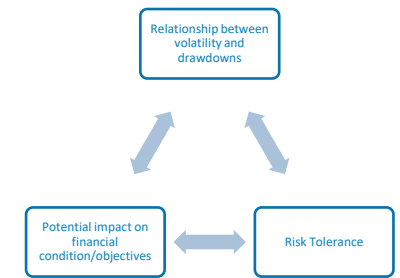 Relationship between
volatility and
drawdowns
Potential impact on
financial
condition/objectives
Risk Tolerance